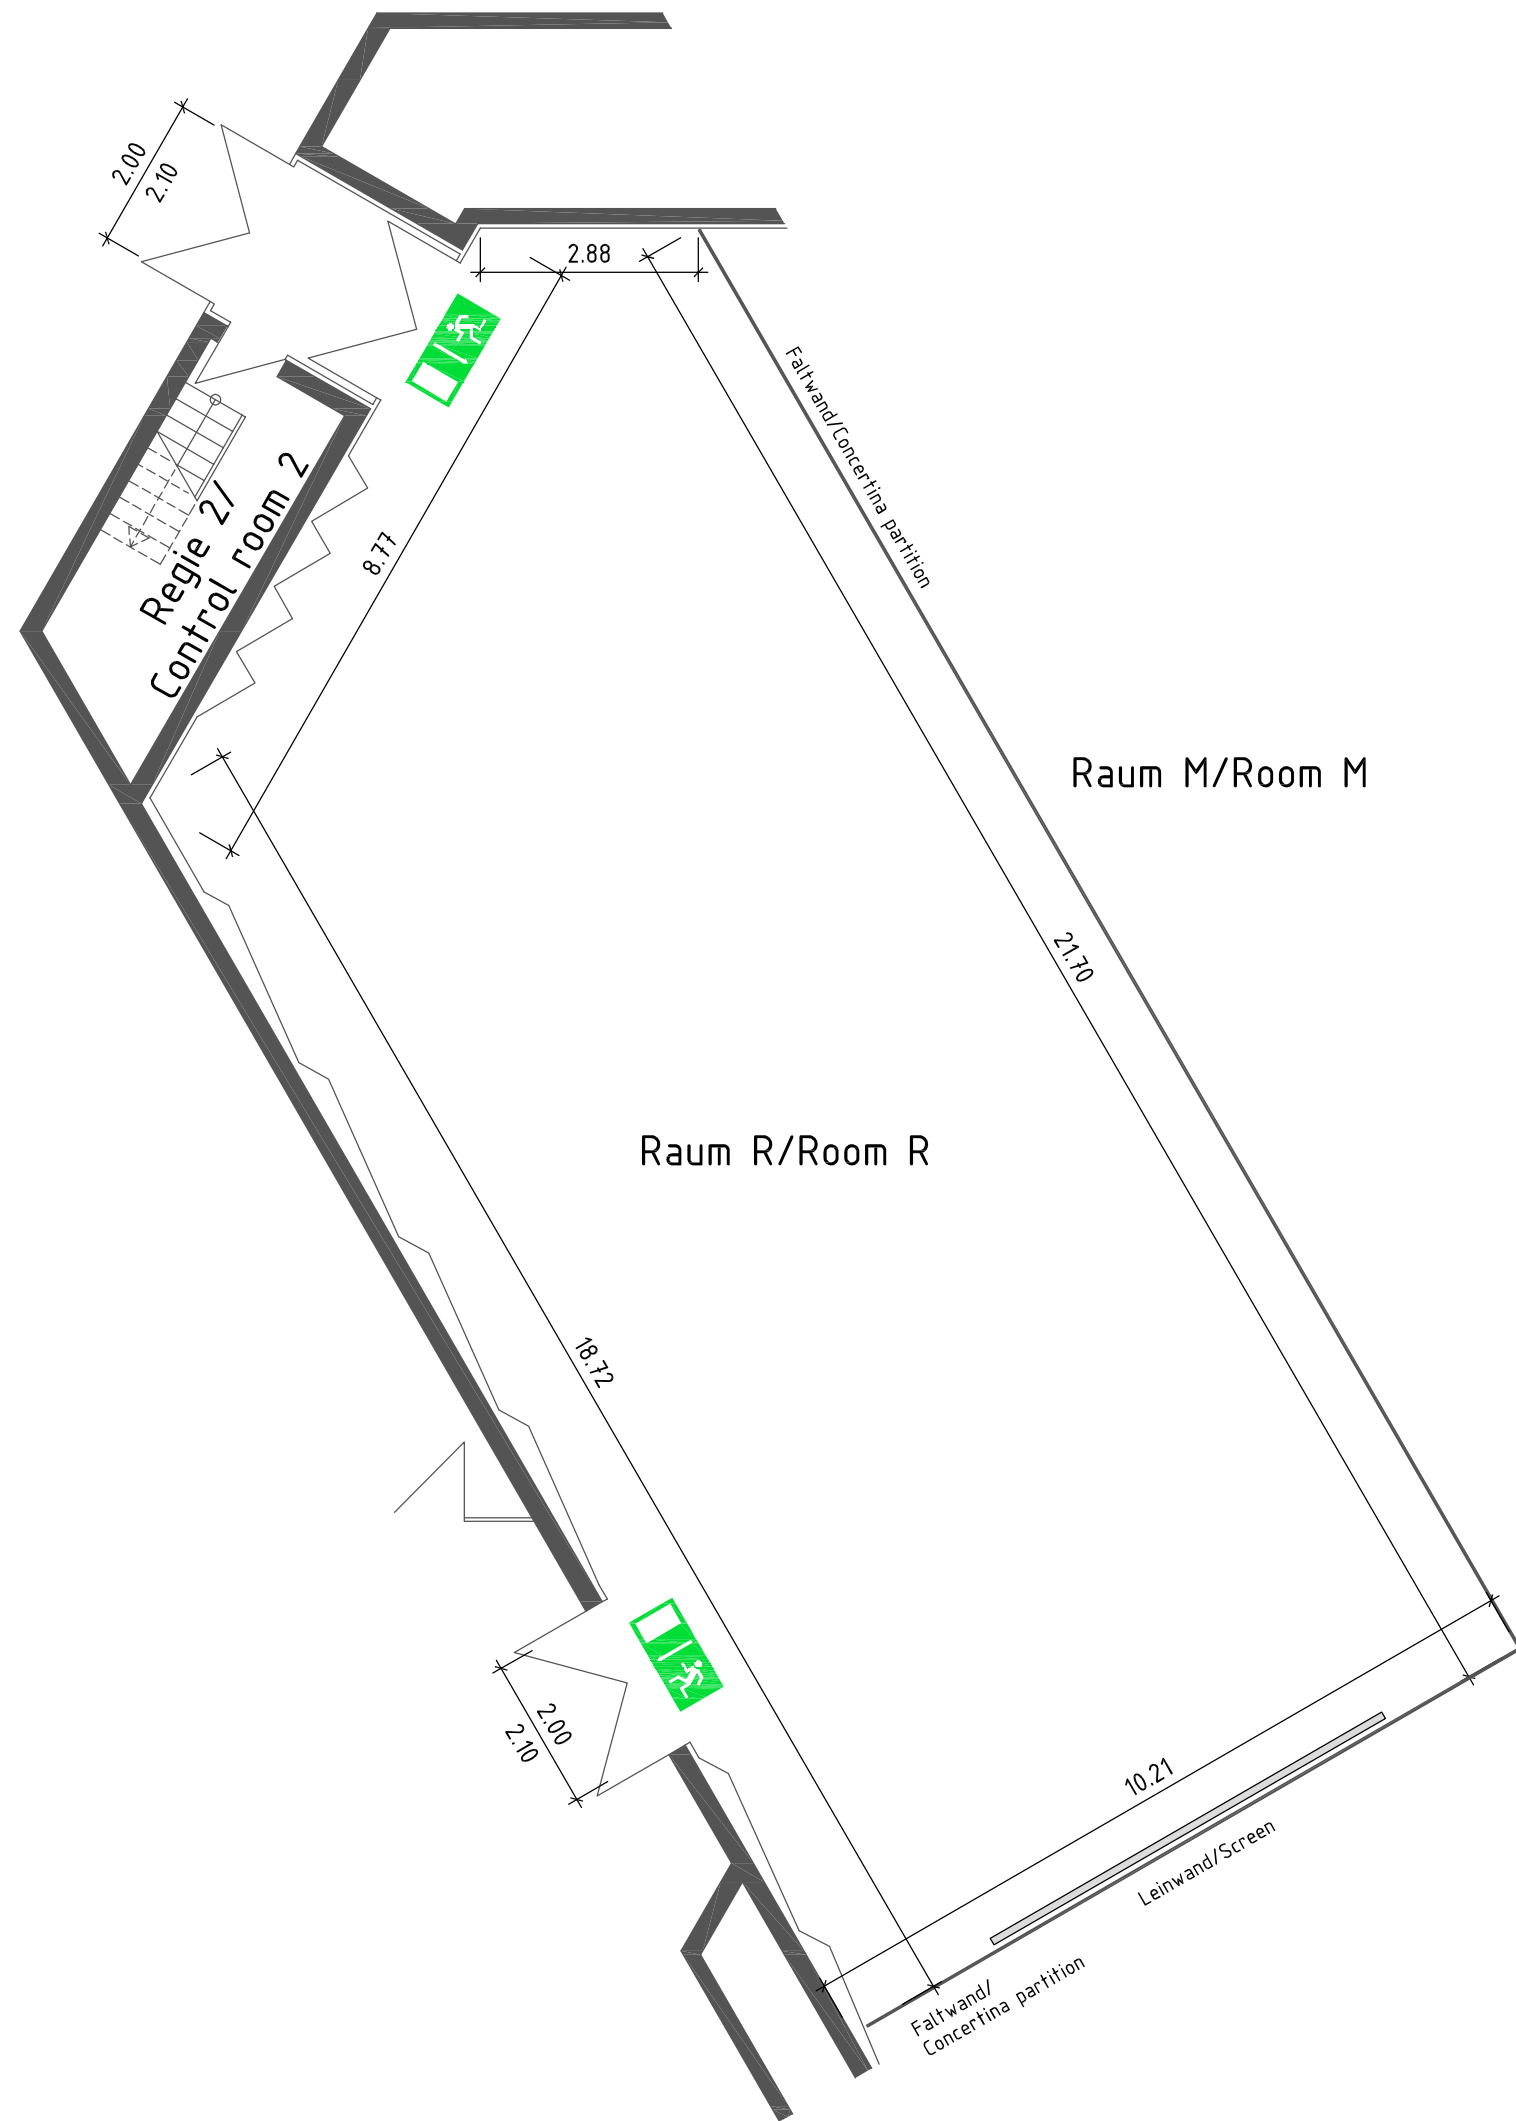 2.00
2.10
2.88
Faltwand/Concertina partition
Regie 2/
Control room 2
8.77
Raum M/Room M
21.70
Raum R/Room R
18.72
2.00
2.10
10.21
Leinwand/Screen
Faltwand/
Concertina partition